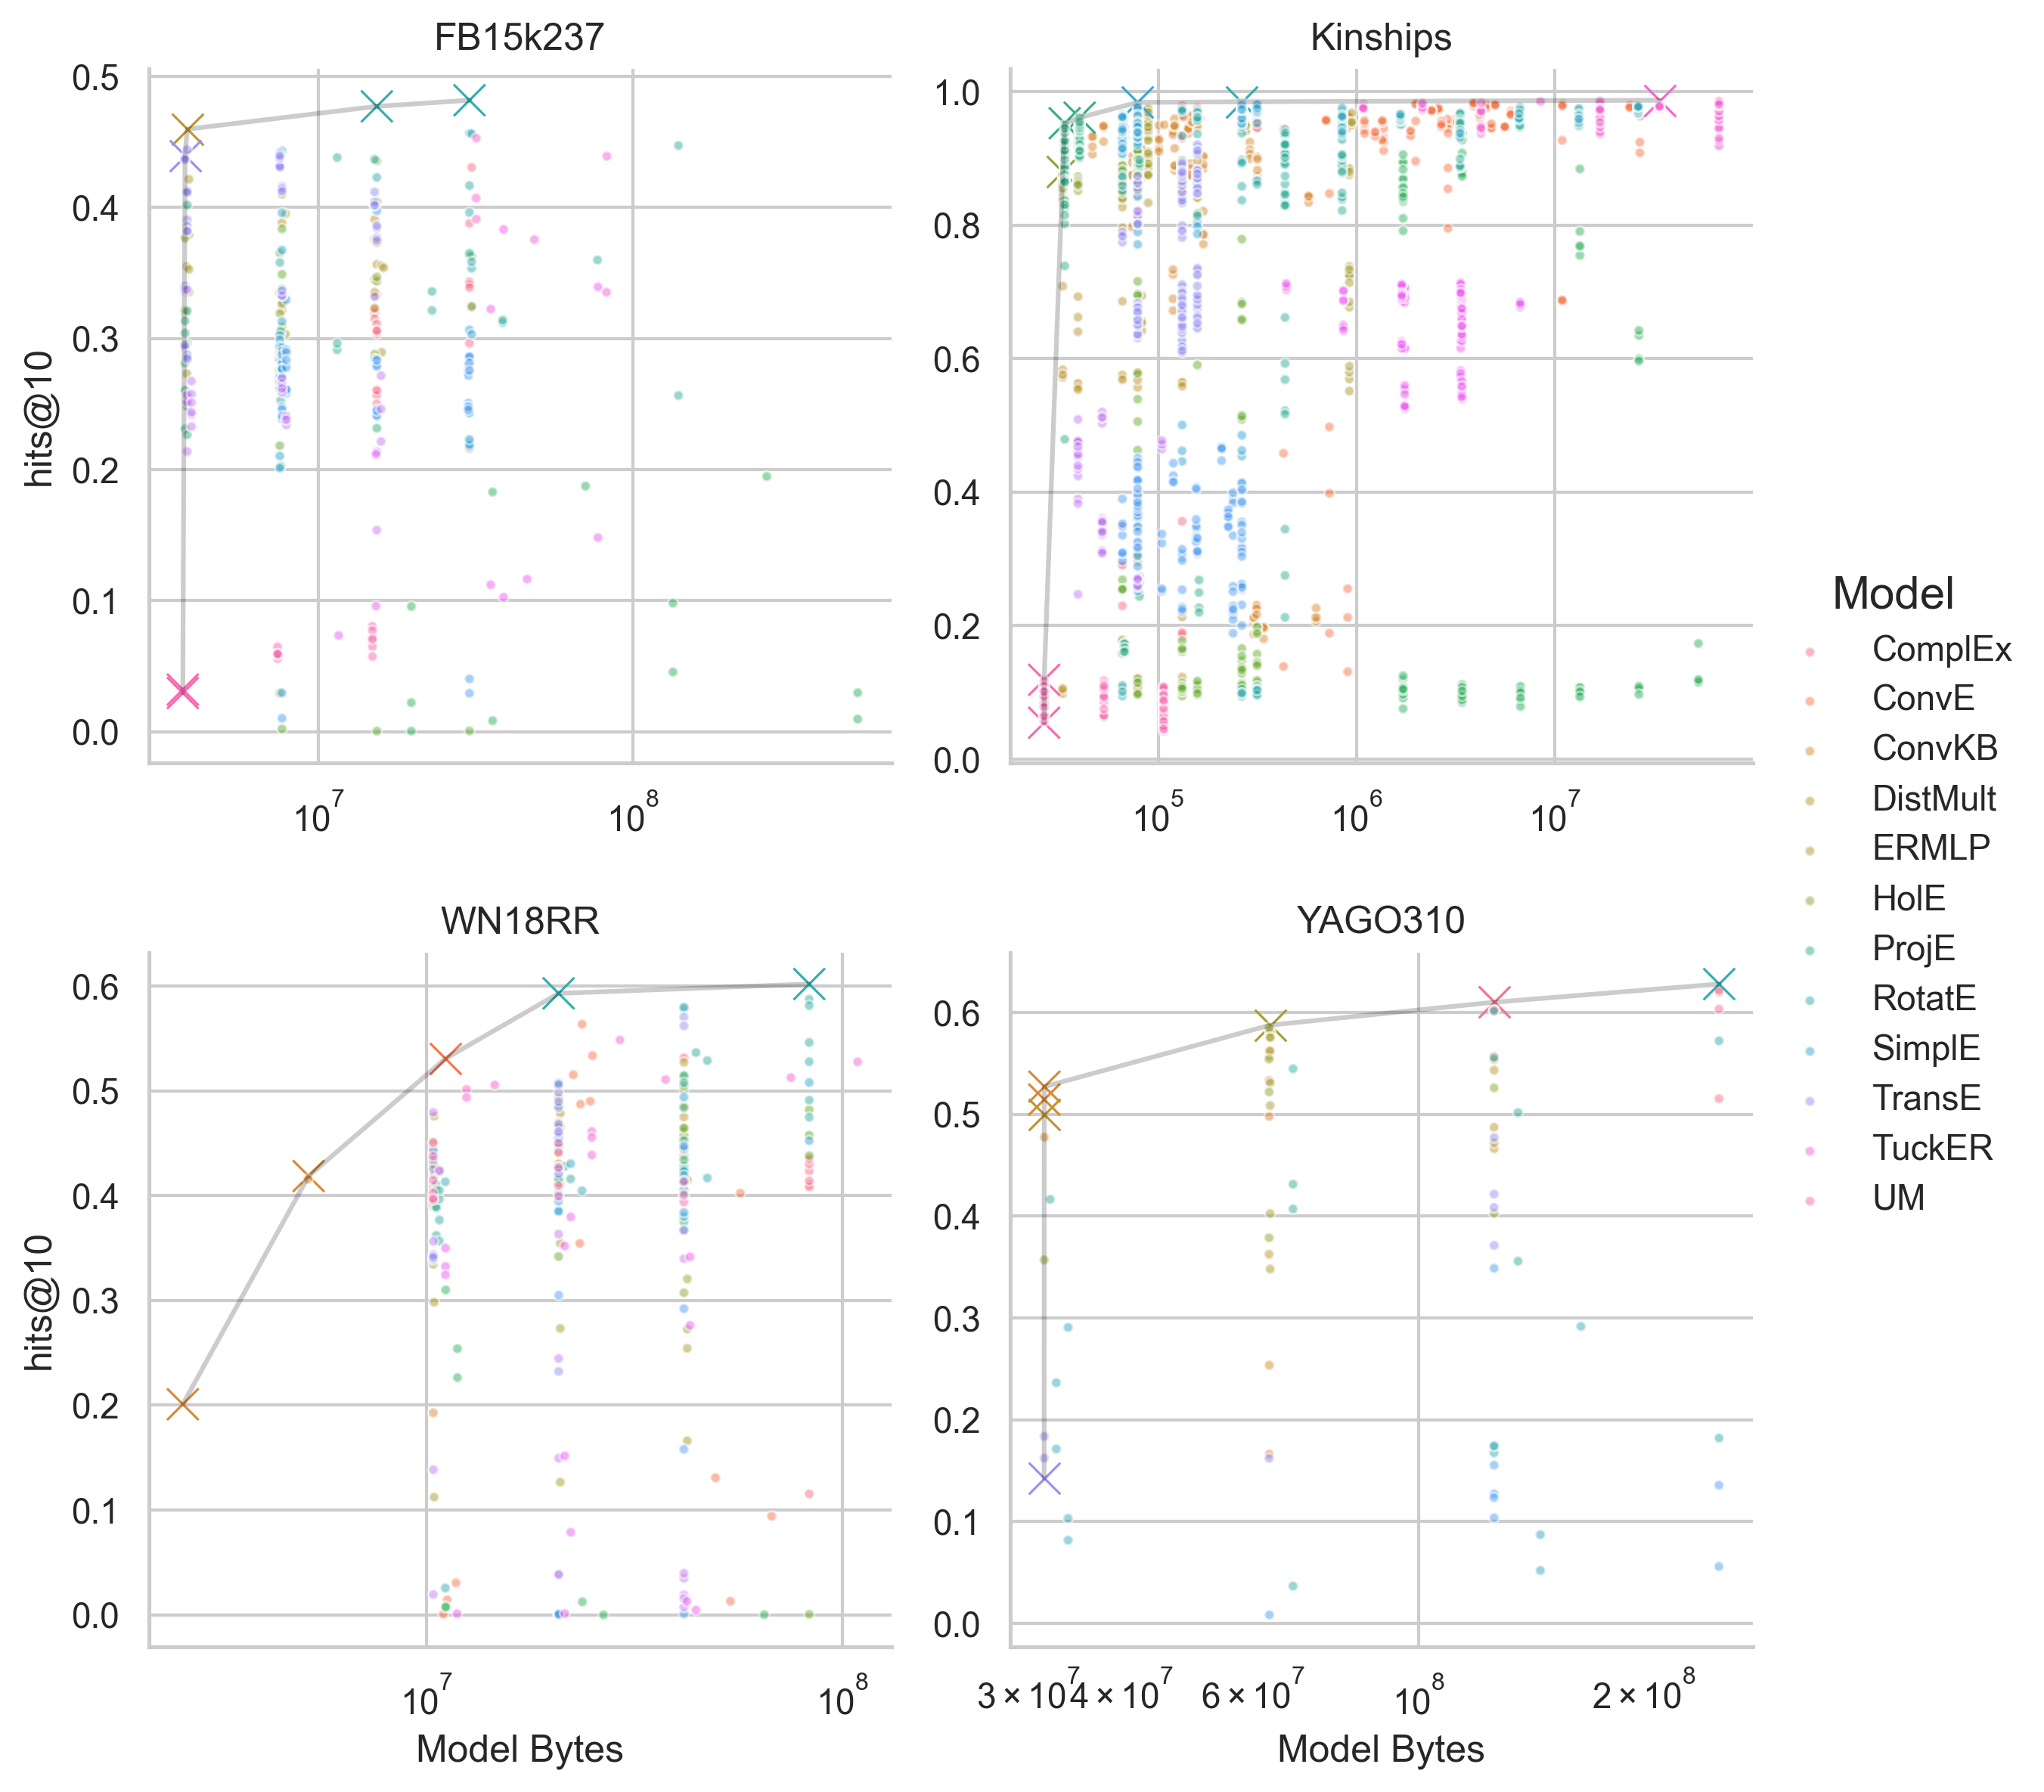 FB15k237
Kinships
0.5
0.4
0.3
0.2
0.1
0.0
hits@10
10^7
10^8
1.0
0.8
0.6
0.4
0.2
0.0
10^5
10^6
10^7
WN18RR
YAGO310
0.6
0.5
0.4
0.3
0.2
0.1
0.0
hits@10
10^7
10^8
Model Bytes
0.6
0.5
0.4
0.3
0.2
0.1
0.0
3 × 10^7
4 × 10^7
6 × 10^7
10^8
2 × 10^8
Model Bytes
Model
ComplEx
ConvE
ConvKB
DistMult
ERMLP
HolE
ProjE
RotatE
SimplE
TransE
TuckER
UM